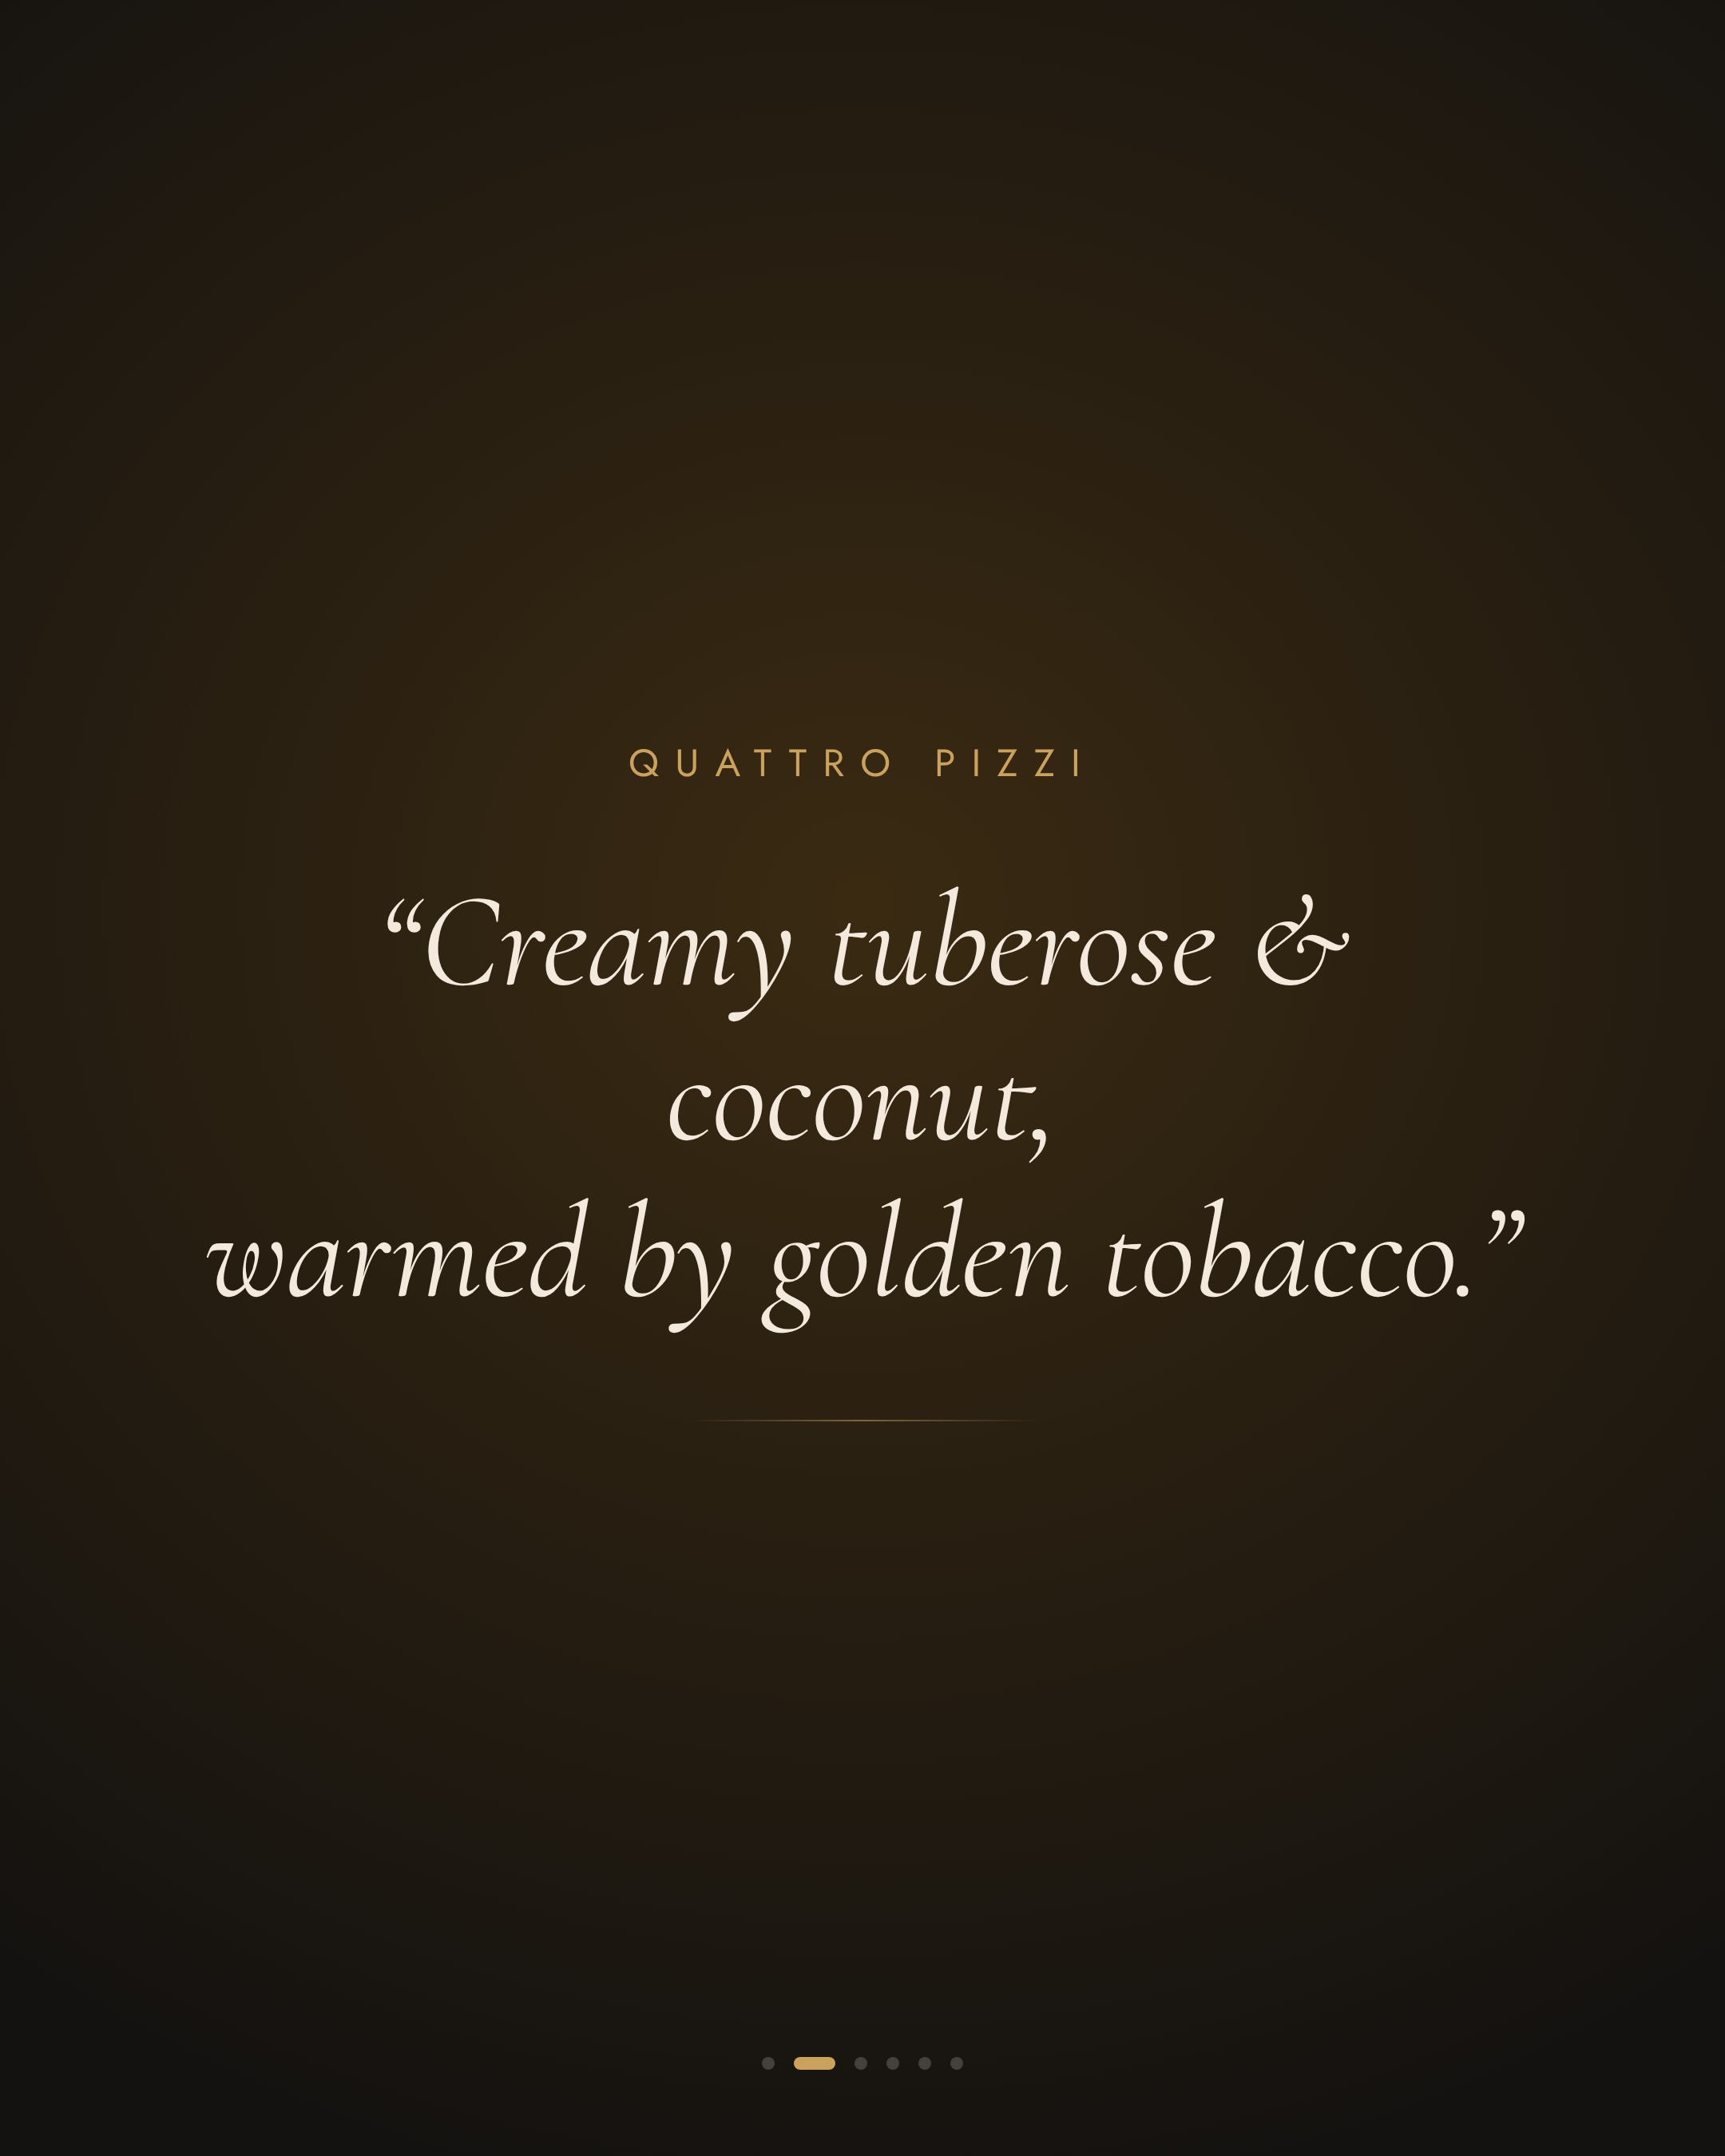 QUATTRO PIZZI
“Creamy tuberose &
coconut,
warmed by golden tobacco.”